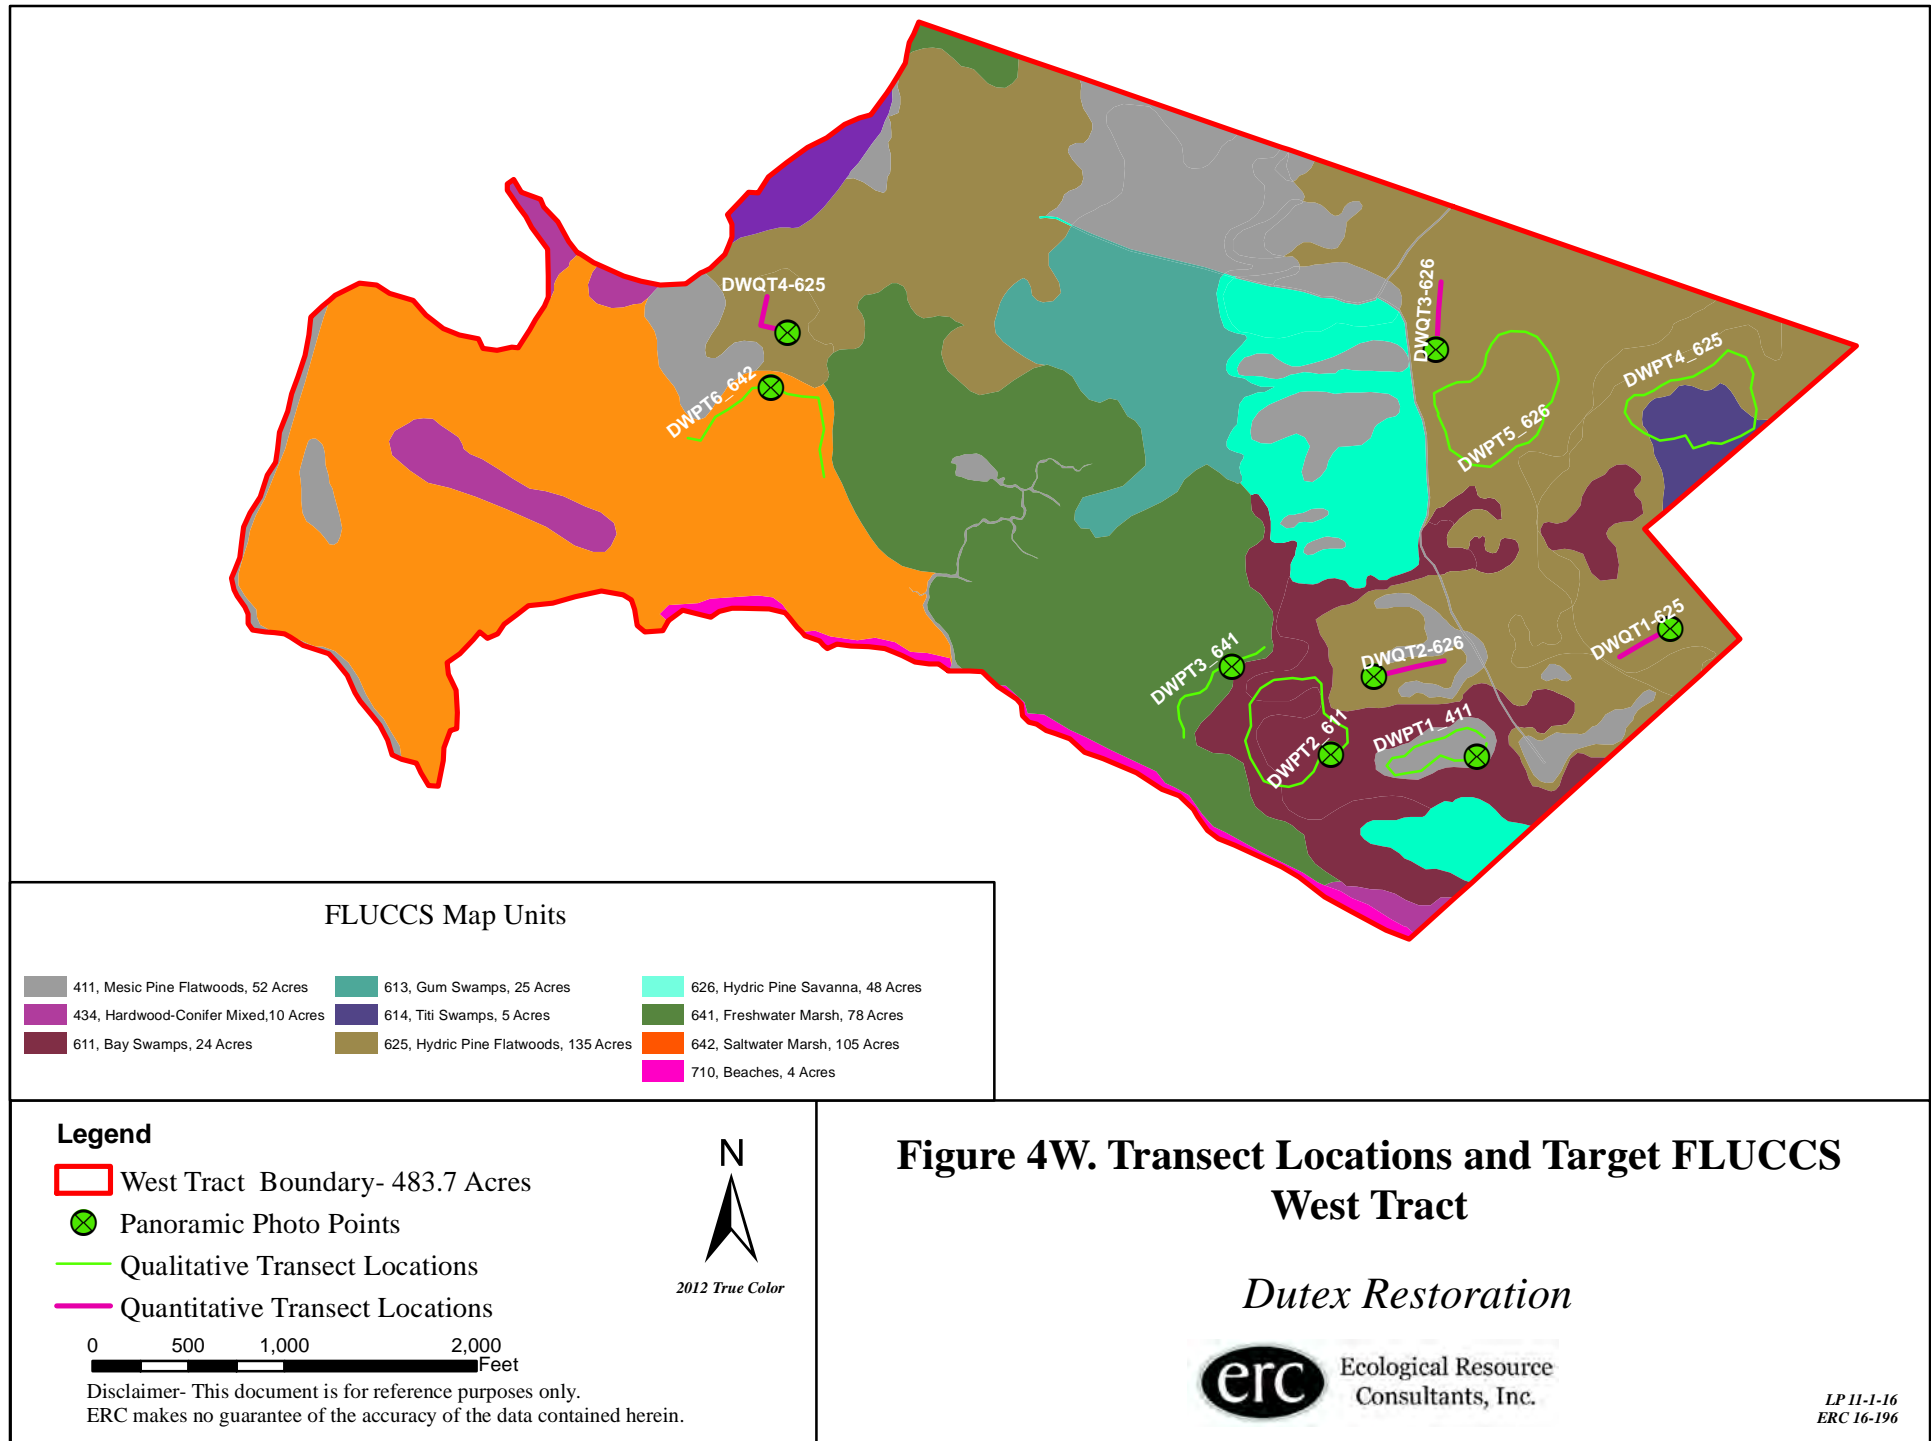 DWQT4-625
DWQT3-626
DWPT4_625
DWPT6_642
DWPT5_626
DWQT1-625
DWPT3_641
DWQT2-626
DWPT2_611
DWPT1_411
FLUCCS Map Units
411, Mesic Pine Flatwoods, 52 Acres
434, Hardwood-Conifer Mixed,10 Acres
611, Bay Swamps, 24 Acres
613, Gum Swamps, 25 Acres
614, Titi Swamps, 5 Acres
625, Hydric Pine Flatwoods, 135 Acres
626, Hydric Pine Savanna, 48 Acres
641, Freshwater Marsh, 78 Acres
642, Saltwater Marsh, 105 Acres
710, Beaches, 4 Acres
Legend
West Tract Boundary- 483.7 Acres
Panoramic Photo Points
Qualitative Transect Locations
Quantitative Transect Locations
0 500 1,000 2,000
Feet
Disclaimer- This document is for reference purposes only.
ERC makes no guarantee of the accuracy of the data contained herein.
N
2012 True Color
Figure 4W. Transect Locations and Target FLUCCS
West Tract
Dutex Restoration
erc
Ecological Resource
Consultants, Inc.
LP 11-1-16
ERC 16-196